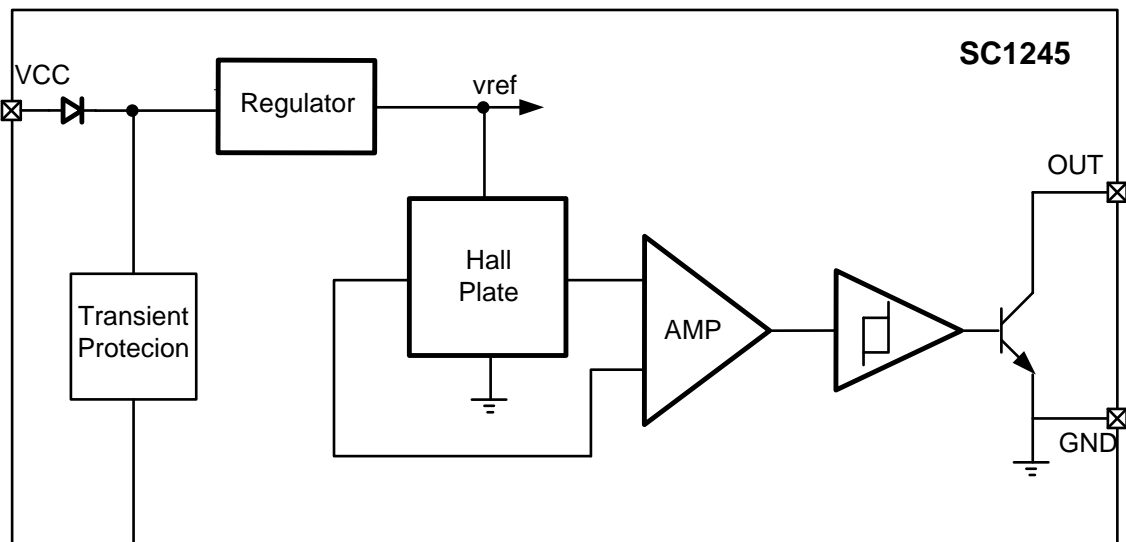 SC1245
VCC
Regulator
vref
OUT
Hall
Plate
Transient
Protecion
AMP
GND